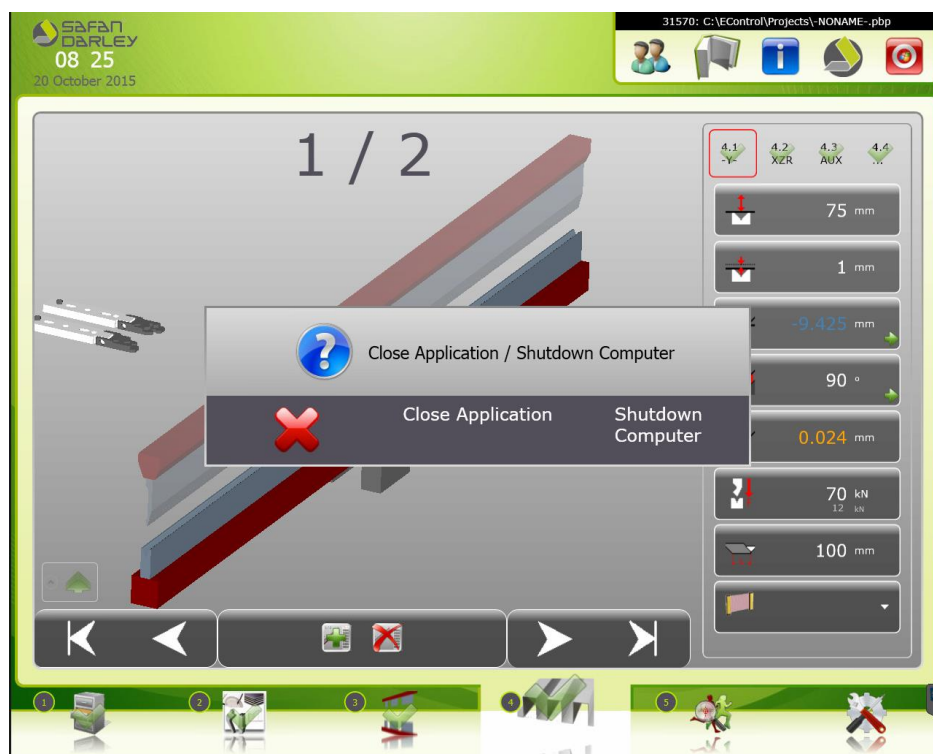 31570: C:\EControl\Projects\-NONAME-.pbp
SAFAN
DARLEY
08 25
20 October 2015
1 / 2
4.1
-Y-
4.2
XZR
4.3
AUX
4.4
...
75 mm
1 mm
-9.425 mm
90 °
0.024 mm
70 kN
12 kN
100 mm
Close Application / Shutdown Computer
Close Application
Shutdown
Computer
1
2
3
4
5